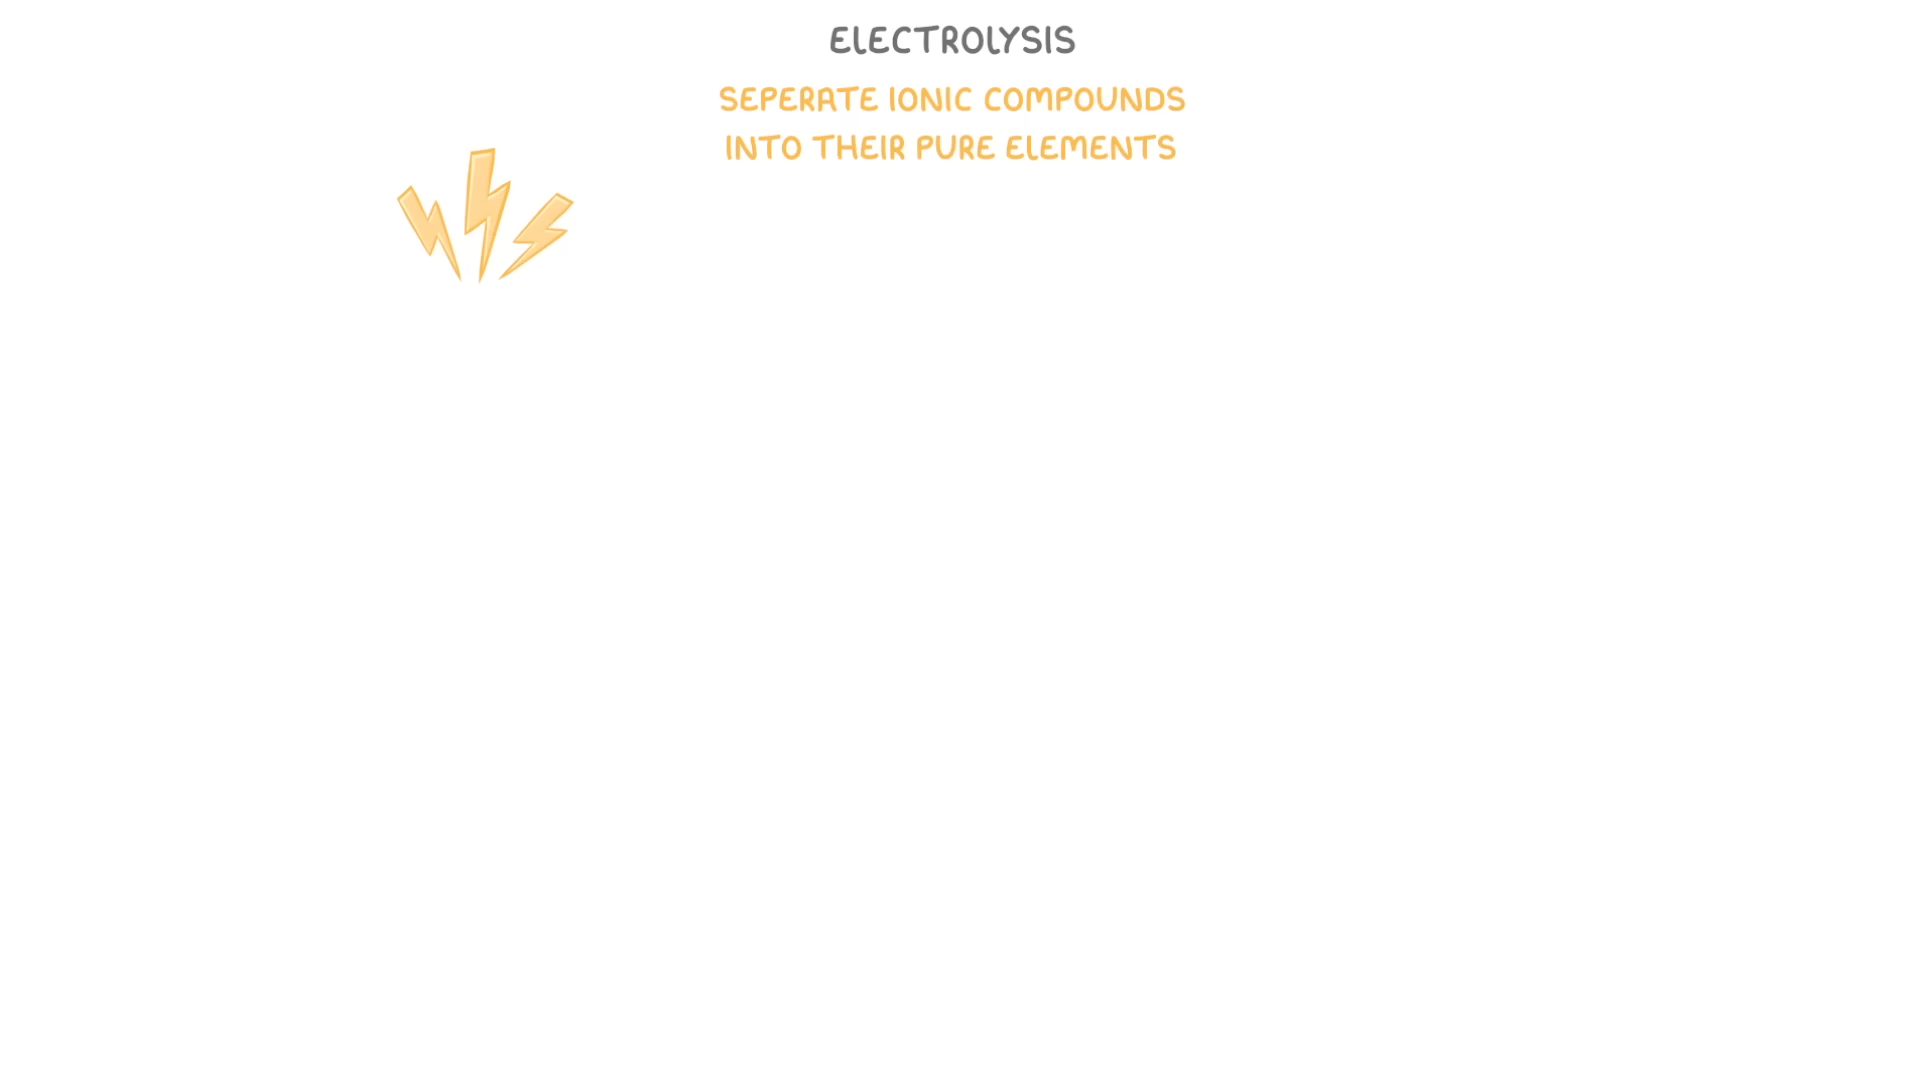 ELECTROLYSIS
SEPERATE IONIC COMPOUNDS
INTO THEIR PURE ELEMENTS